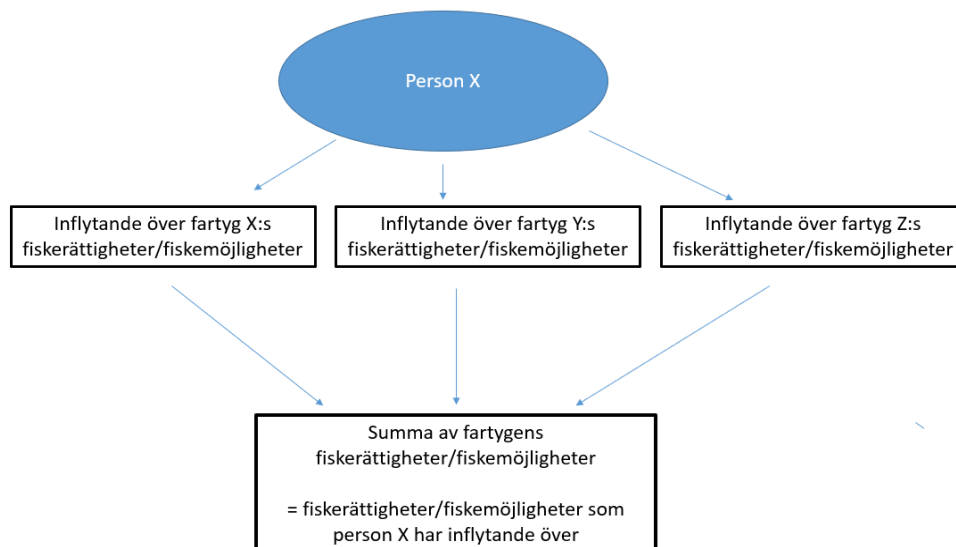 Person X
Inflytande över fartyg X:s
fiskerättigheter/fiskemöjligheter
Inflytande över fartyg Y:s
fiskerättigheter/fiskemöjligheter
Inflytande över fartyg Z:s
fiskerättigheter/fiskemöjligheter
Summa av fartygens
fiskerättigheter/fiskemöjligheter
= fiskerättigheter/fiskemöjligheter som
person X har inflytande över